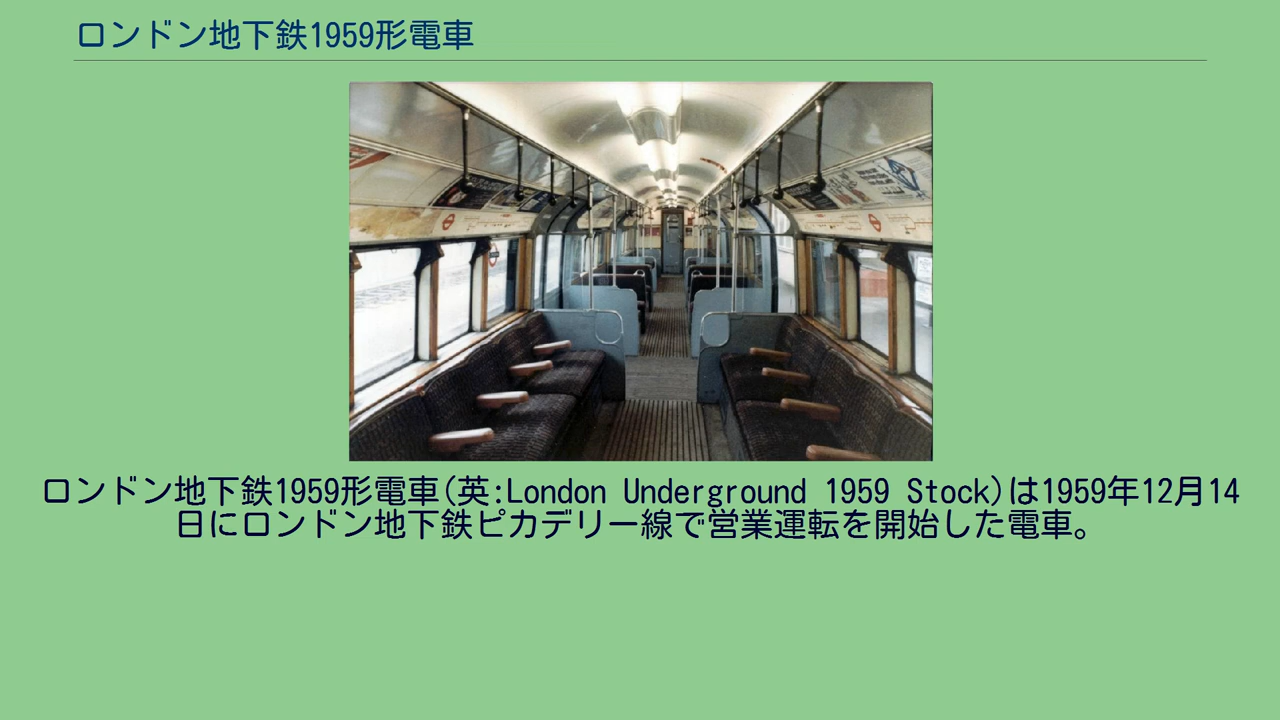 ロンドン地下鉄1959形電車
ロンドン地下鉄1959形電車(英:London Underground 1959 Stock)は1959年12月14
日にロンドン地下鉄ピカデリー線で営業運転を開始した電車。